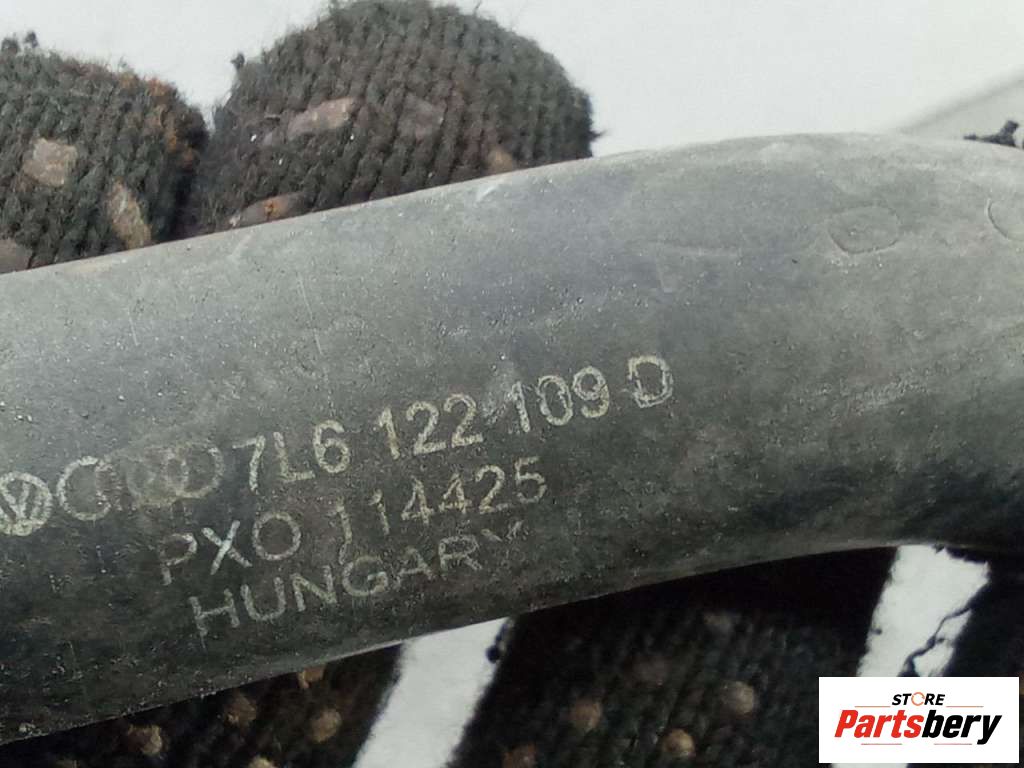 7L6 122 109 D
PXO 114425
HUNGARY
STORE
Partsbery